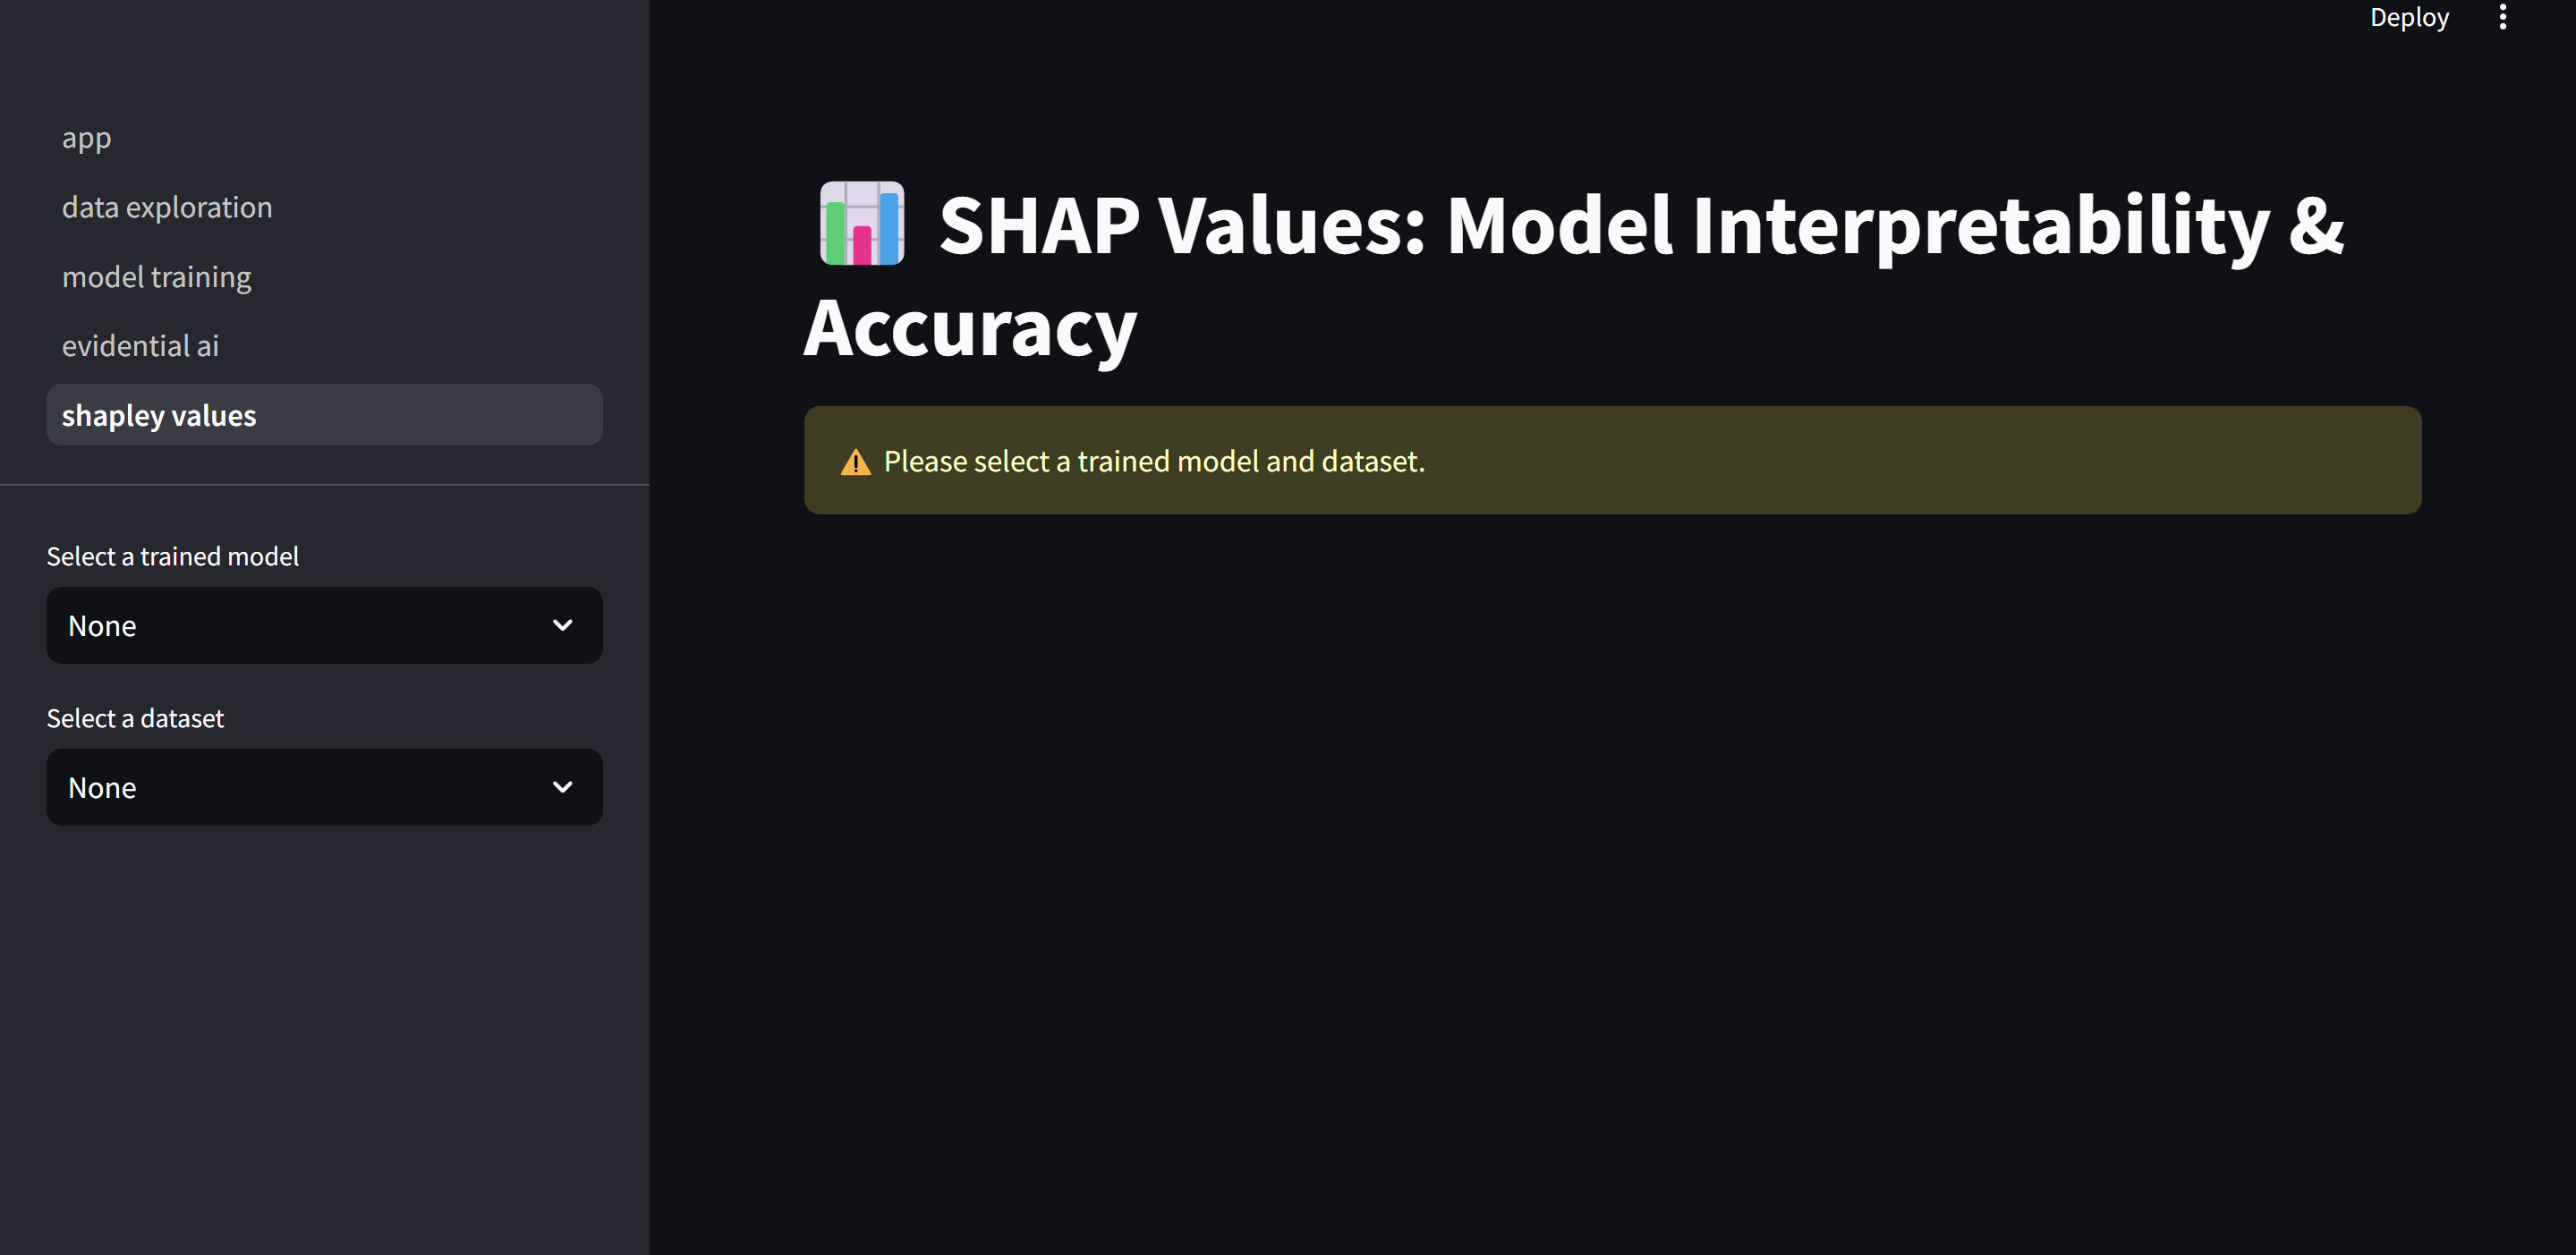 Deploy
app
data exploration
model training
evidential ai
shapley values
Select a trained model
None
Select a dataset
None
SHAP Values: Model Interpretability &
Accuracy
Please select a trained model and dataset.